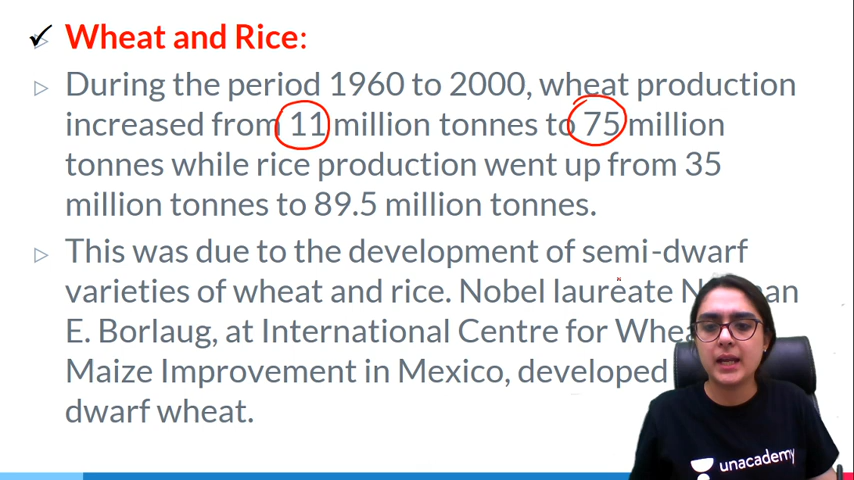 Wheat and Rice:
During the period 1960 to 2000, wheat production
increased from 11 million tonnes to 75 million
tonnes while rice production went up from 35
million tonnes to 89.5 million tonnes.
This was due to the development of semi-dwarf
varieties of wheat and rice. Nobel laureate
E. Borlaug, at International Centre for
Maize Improvement in Mexico, developed
dwarf wheat.
unacademy